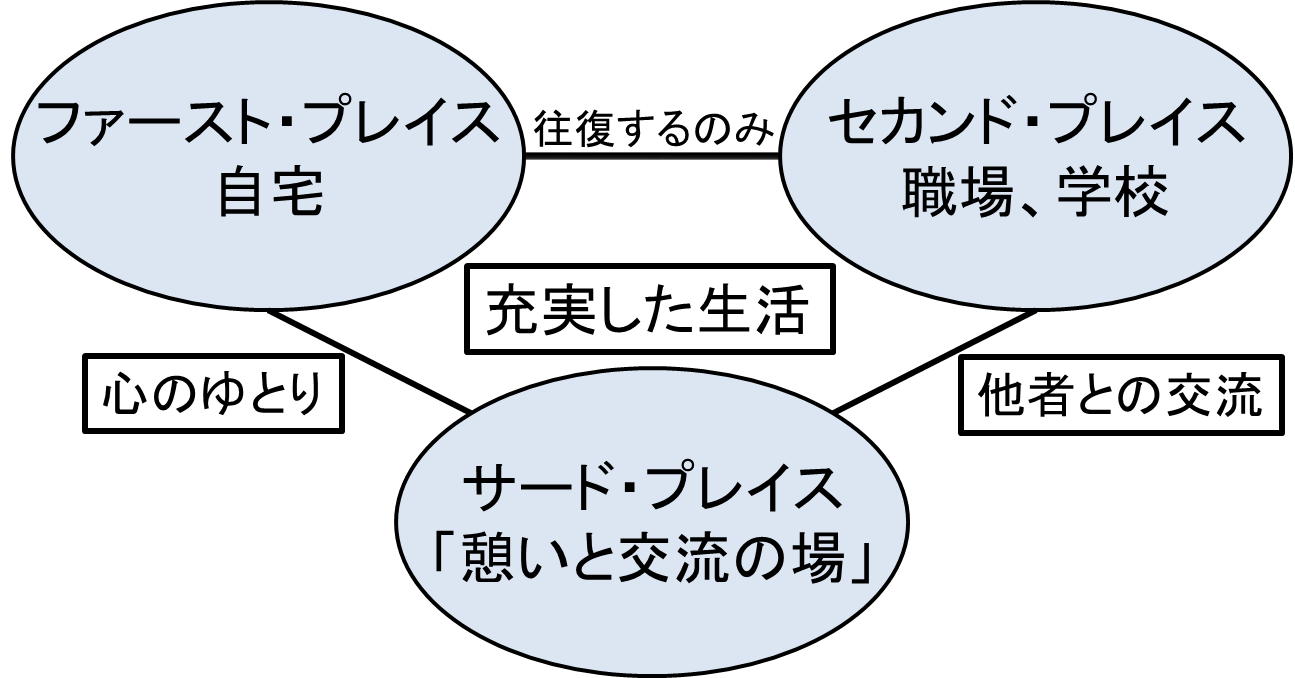 ファースト・プレイス
自宅
往復するのみ
セカンド・プレイス
職場、学校
充実した生活
心のゆとり
他者との交流
サード・プレイス
「憩いと交流の場」